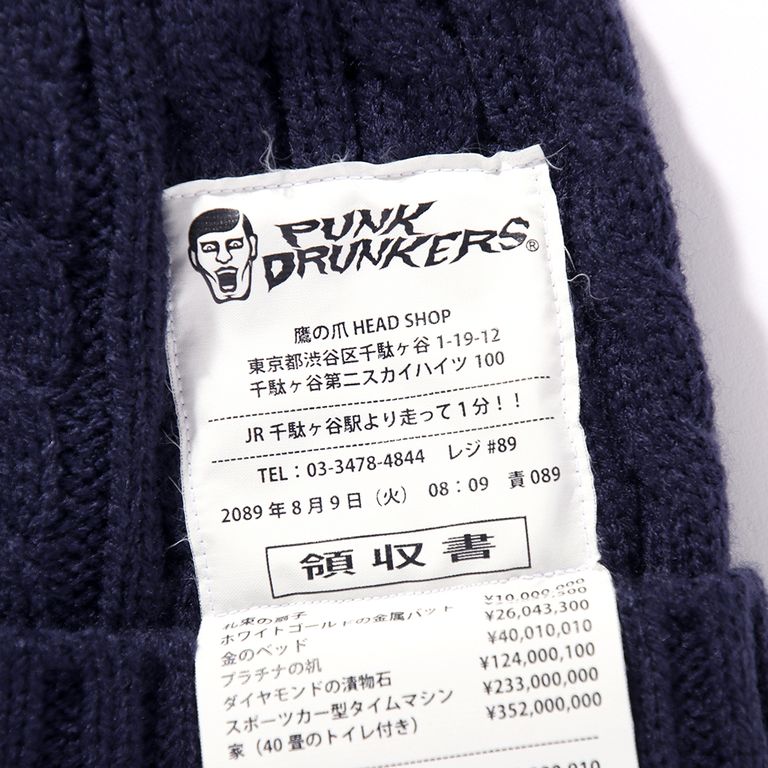 PUNK DRUNKERS®
鷹の爪 HEAD SHOP
東京都渋谷区千駄ヶ谷 1-19-12
千駄ヶ谷第二スカイハイツ 100
JR 千駄ヶ谷駅より走って 1 分！！
TEL：03-3478-4844 レジ #89
2089 年 8 月 9 日（火） 08：09 責 089
領収書
ホワイトゴールドの金属バット
金のベッド ¥26,043,300
プラチナの机 ¥40,010,010
ダイヤモンドの漬物石 ¥124,000,100
スポーツカー型タイムマシン ¥233,000,000
家（40 畳のトイレ付き） ¥352,000,000